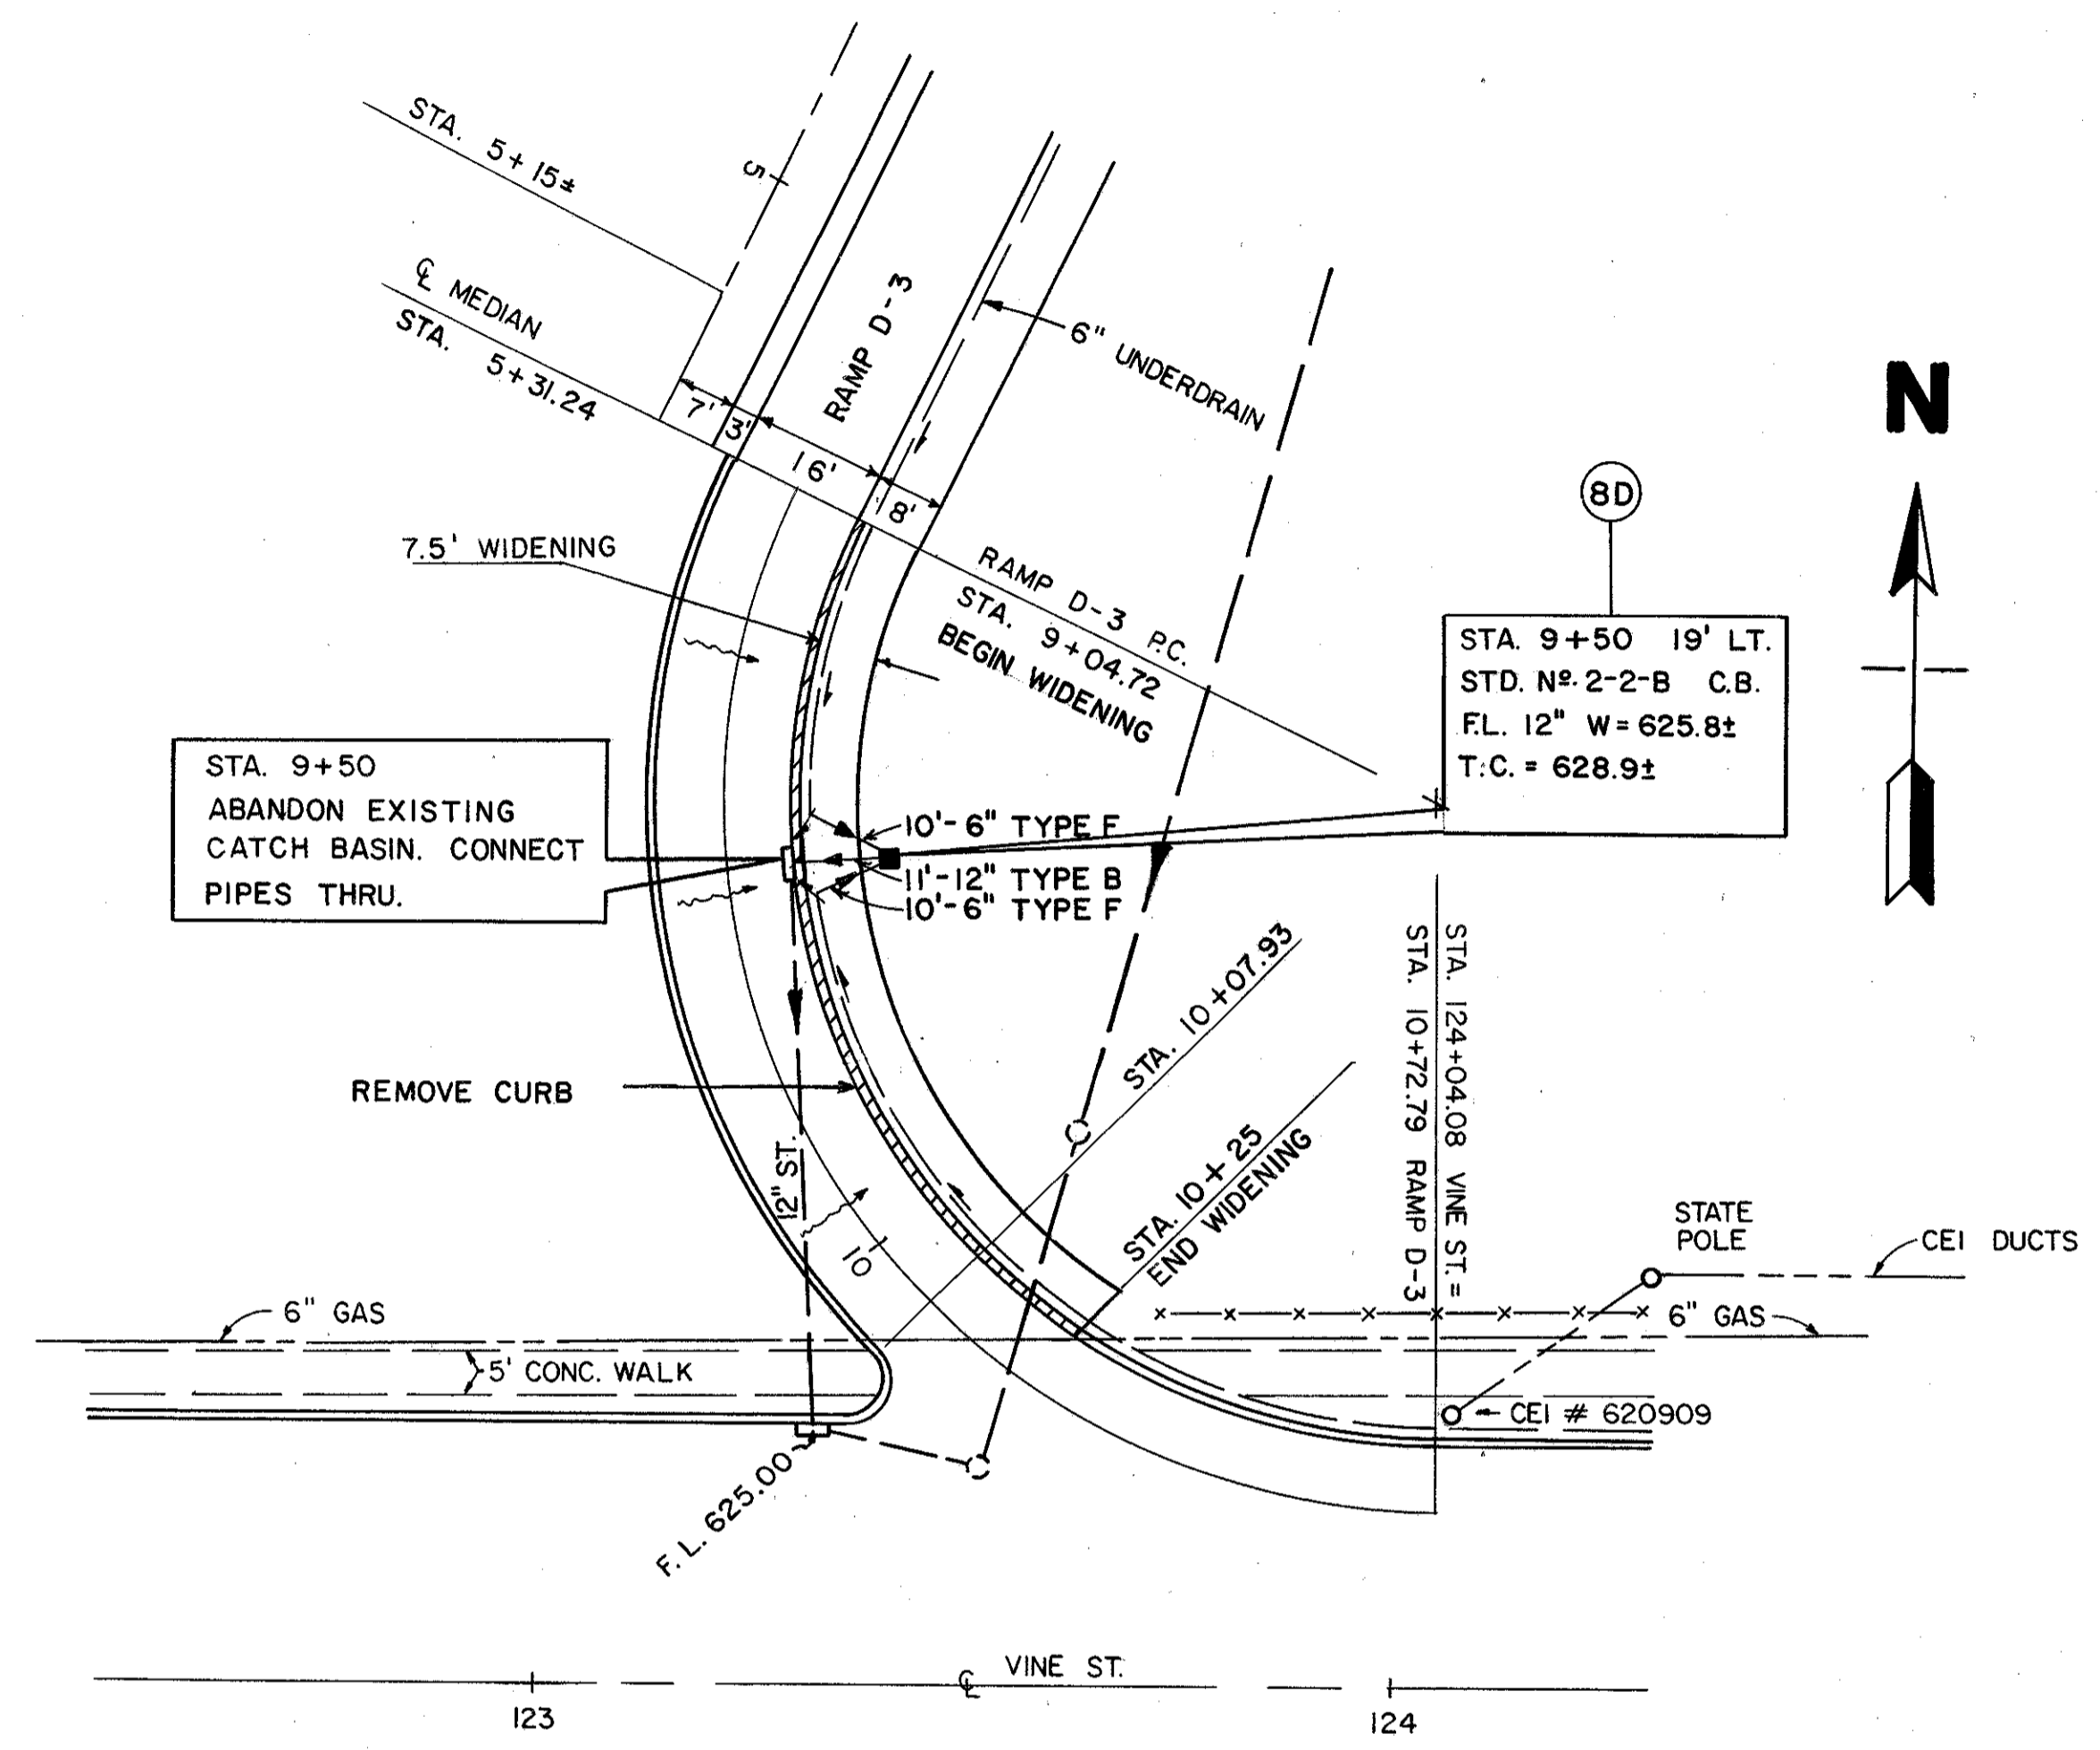 STA. 5+15±
5
℄ MEDIAN
STA. 5+31.24
RAMP D-3
6" UNDERDRAIN
7'
3'
16'
8'
N
8D
7.5' WIDENING
RAMP D-3 P.C.
STA. 9+04.72
BEGIN WIDENING
STA. 9+50 19' LT.
STD. Nº. 2-2-B C.B.
F.L. 12" W=625.8±
T.C. = 628.9±
STA. 9+50
ABANDON EXISTING
CATCH BASIN. CONNECT
PIPES THRU.
10'-6" TYPE F
11'-12" TYPE B
10'-6" TYPE F
STA. 10+07.93
STA. 124+04.08 VINE ST. =
STA. 10+72.79 RAMP D-3
REMOVE CURB
12" ST.
10
STA. 10+25
END WIDENING
STATE
POLE
CEI DUCTS
6" GAS
6" GAS
5' CONC. WALK
CEI # 620909
F.L. 625.00
℄ VINE ST.
123
124